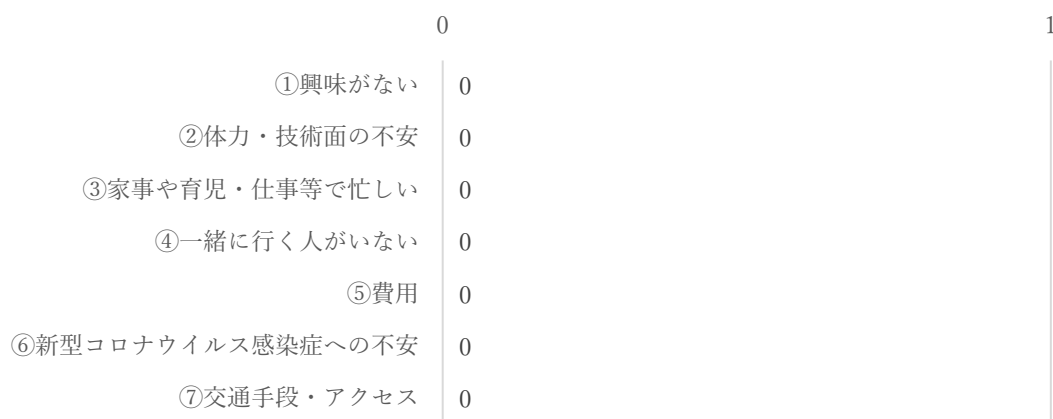 0 1
①興味がない 0
②体力・技術面の不安 0
③家事や育児・仕事等で忙しい 0
④一緒に行く人がいない 0
⑤費用 0
⑥新型コロナウイルス感染症への不安 0
⑦交通手段・アクセス 0